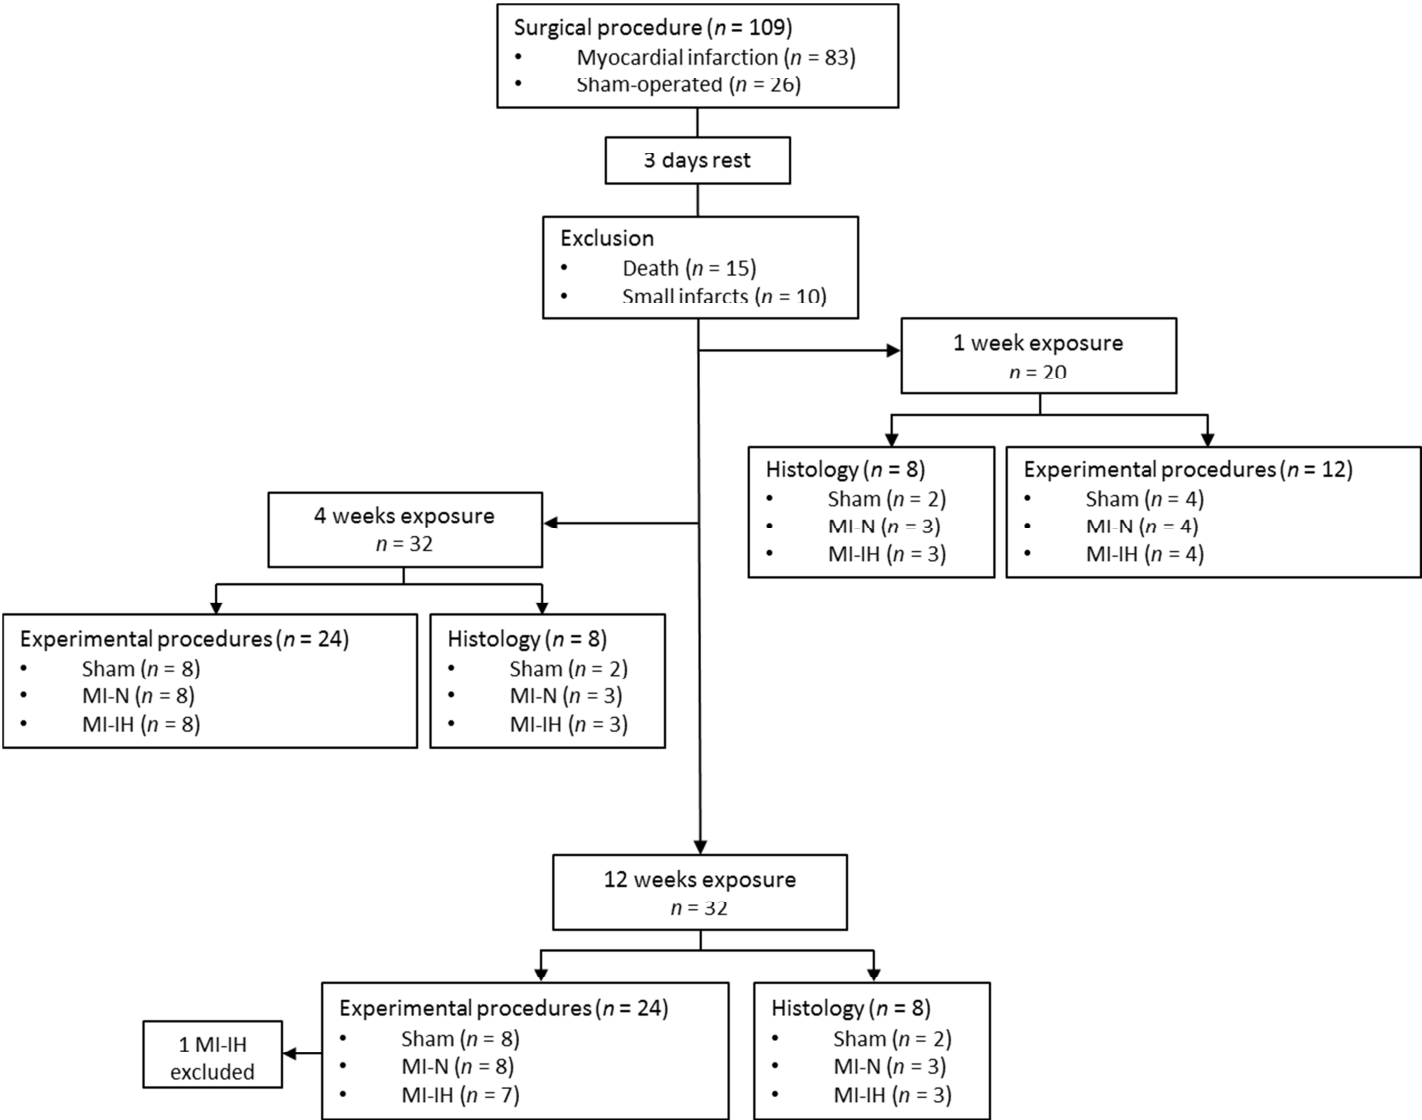 Surgical procedure (n = 109)
• Myocardial infarction (n = 83)
• Sham-operated (n = 26)
3 days rest
Exclusion
• Death (n = 15)
• Small infarcts (n = 10)
1 week exposure
n = 20
Histology (n = 8)
• Sham (n = 2)
• MI-N (n = 3)
• MI-IH (n = 3)
Experimental procedures (n = 12)
• Sham (n = 4)
• MI-N (n = 4)
• MI-IH (n = 4)
4 weeks exposure
n = 32
Experimental procedures (n = 24)
• Sham (n = 8)
• MI-N (n = 8)
• MI-IH (n = 8)
Histology (n = 8)
• Sham (n = 2)
• MI-N (n = 3)
• MI-IH (n = 3)
12 weeks exposure
n = 32
1 MI-IH
excluded
Experimental procedures (n = 24)
• Sham (n = 8)
• MI-N (n = 8)
• MI-IH (n = 7)
Histology (n = 8)
• Sham (n = 2)
• MI-N (n = 3)
• MI-IH (n = 3)